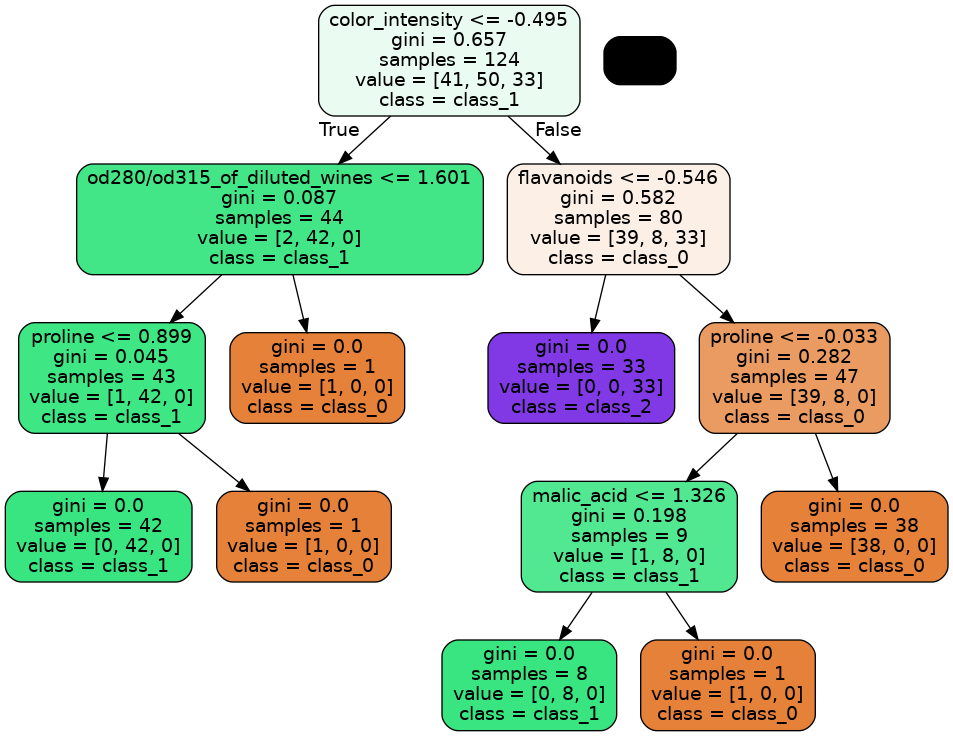 color_intensity <= -0.495
gini = 0.657
samples = 124
value = [41, 50, 33]
class = class_1
True
False
od280/od315_of_diluted_wines <= 1.601
gini = 0.087
samples = 44
value = [2, 42, 0]
class = class_1
flavanoids <= -0.546
gini = 0.582
samples = 80
value = [39, 8, 33]
class = class_0
proline <= 0.899
gini = 0.045
samples = 43
value = [1, 42, 0]
class = class_1
gini = 0.0
samples = 1
value = [1, 0, 0]
class = class_0
gini = 0.0
samples = 33
value = [0, 0, 33]
class = class_2
proline <= -0.033
gini = 0.282
samples = 47
value = [39, 8, 0]
class = class_0
gini = 0.0
samples = 42
value = [0, 42, 0]
class = class_1
gini = 0.0
samples = 1
value = [1, 0, 0]
class = class_0
malic_acid <= 1.326
gini = 0.198
samples = 9
value = [1, 8, 0]
class = class_1
gini = 0.0
samples = 38
value = [38, 0, 0]
class = class_0
gini = 0.0
samples = 8
value = [0, 8, 0]
class = class_1
gini = 0.0
samples = 1
value = [1, 0, 0]
class = class_0